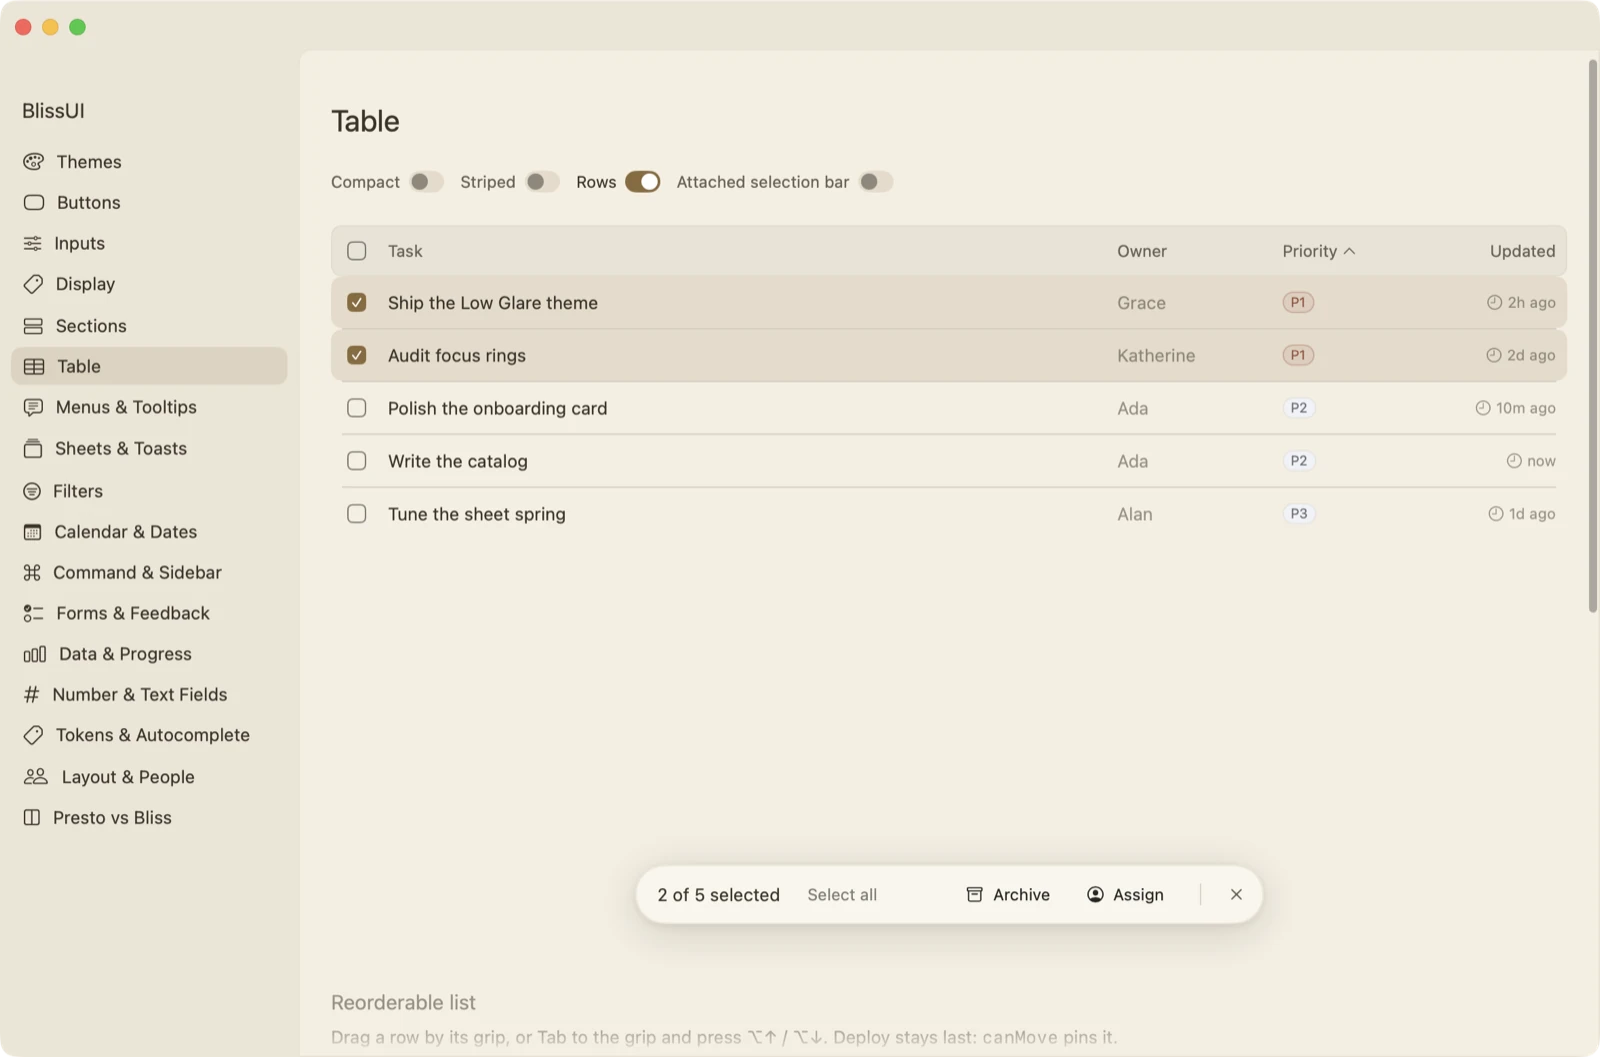 BlissUI
Themes
Buttons
Inputs
Display
Sections
Table
Menus & Tooltips
Sheets & Toasts
Filters
Calendar & Dates
Command & Sidebar
Forms & Feedback
Data & Progress
Number & Text Fields
Tokens & Autocomplete
Layout & People
Presto vs Bliss
Table
Compact Striped Rows Attached selection bar
Task Owner Priority Updated
Ship the Low Glare theme Grace P1 2h ago
Audit focus rings Katherine P1 2d ago
Polish the onboarding card Ada P2 10m ago
Write the catalog Ada P2 now
Tune the sheet spring Alan P3 1d ago
2 of 5 selected Select all Archive Assign
Reorderable list
Drag a row by its grip, or Tab to the grip and press ⌥↑ / ⌥↓. Deploy stays last: canMove pins it.